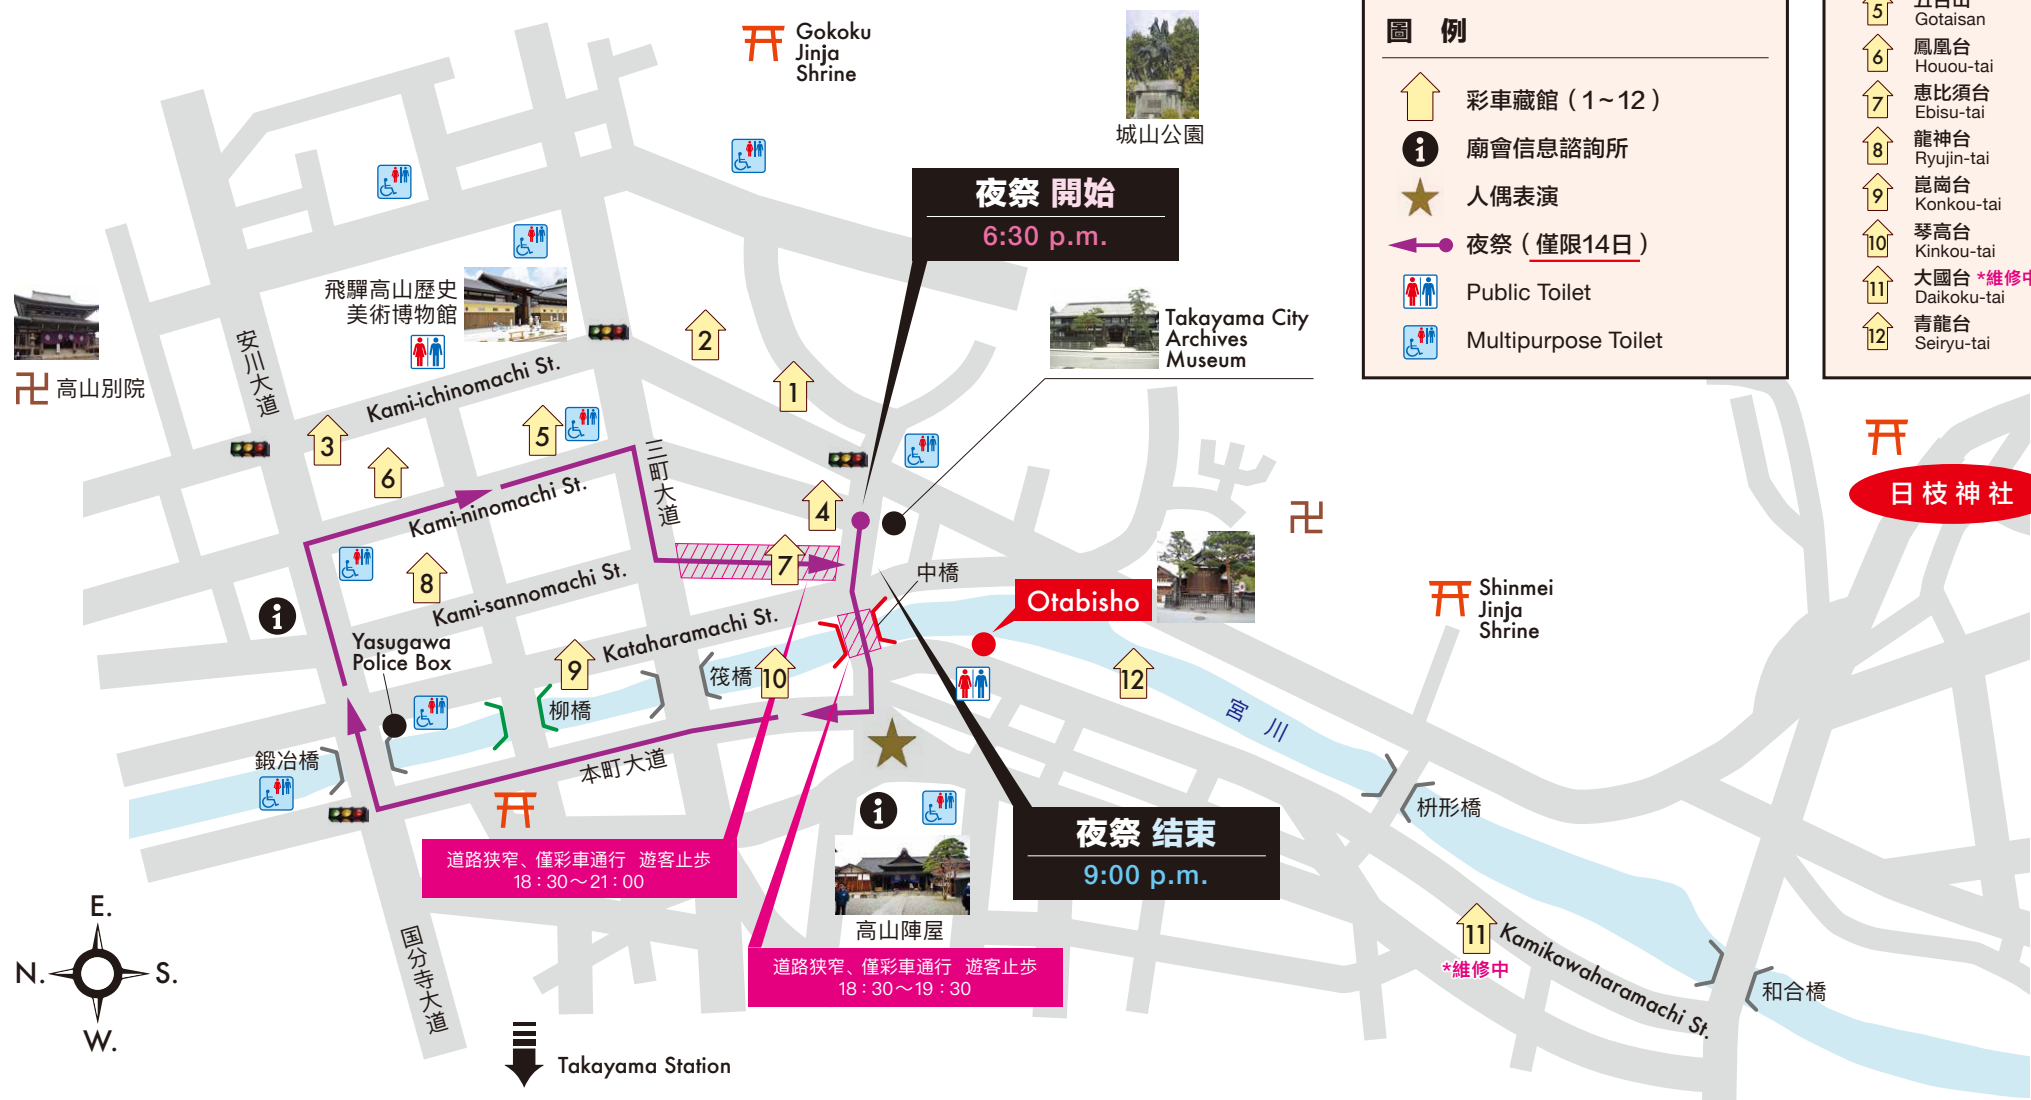 Gokoku
Jinja
Shrine
城山公園
夜祭 開始
6:30 p.m.
飛驒高山歷史
美術博物館
安川大道
卍 高山別院
Kami-ichinomachi St.
Takayama City
Archives
Museum
1
2
3
4
5
6
7
8
9
10
11
12
三町大道
Kami-ninomachi St.
Kami-sannomachi St.
Kataharamachi St.
中橋
Otabisho
卍
Shinmei
Jinja
Shrine
日枝神社
Yasugawa
Police Box
筏橋
柳橋
鍛冶橋
本町大道
宮川
枡形橋
和合橋
道路狭窄、僅彩車通行 遊客止步
18:30～21:00
夜祭 结束
9:00 p.m.
高山陣屋
道路狭窄、僅彩車通行 遊客止步
18:30～19:30
*維修中
Kamikawaharamachi St.
国分寺大道
E.
N.
S.
W.
Takayama Station
圖 例
彩車藏館（1~12）
廟會信息諮詢所
人偶表演
夜祭（僅限14日）
Public Toilet
Multipurpose Toilet
5 五台山
Gotaisan
6 鳳凰台
Houou-tai
7 恵比須台
Ebisu-tai
8 龍神台
Ryujin-tai
9 崑崗台
Konkou-tai
10 琴高台
Kinkou-tai
11 大國台 *維修中
Daikoku-tai
12 青龍台
Seiryu-tai